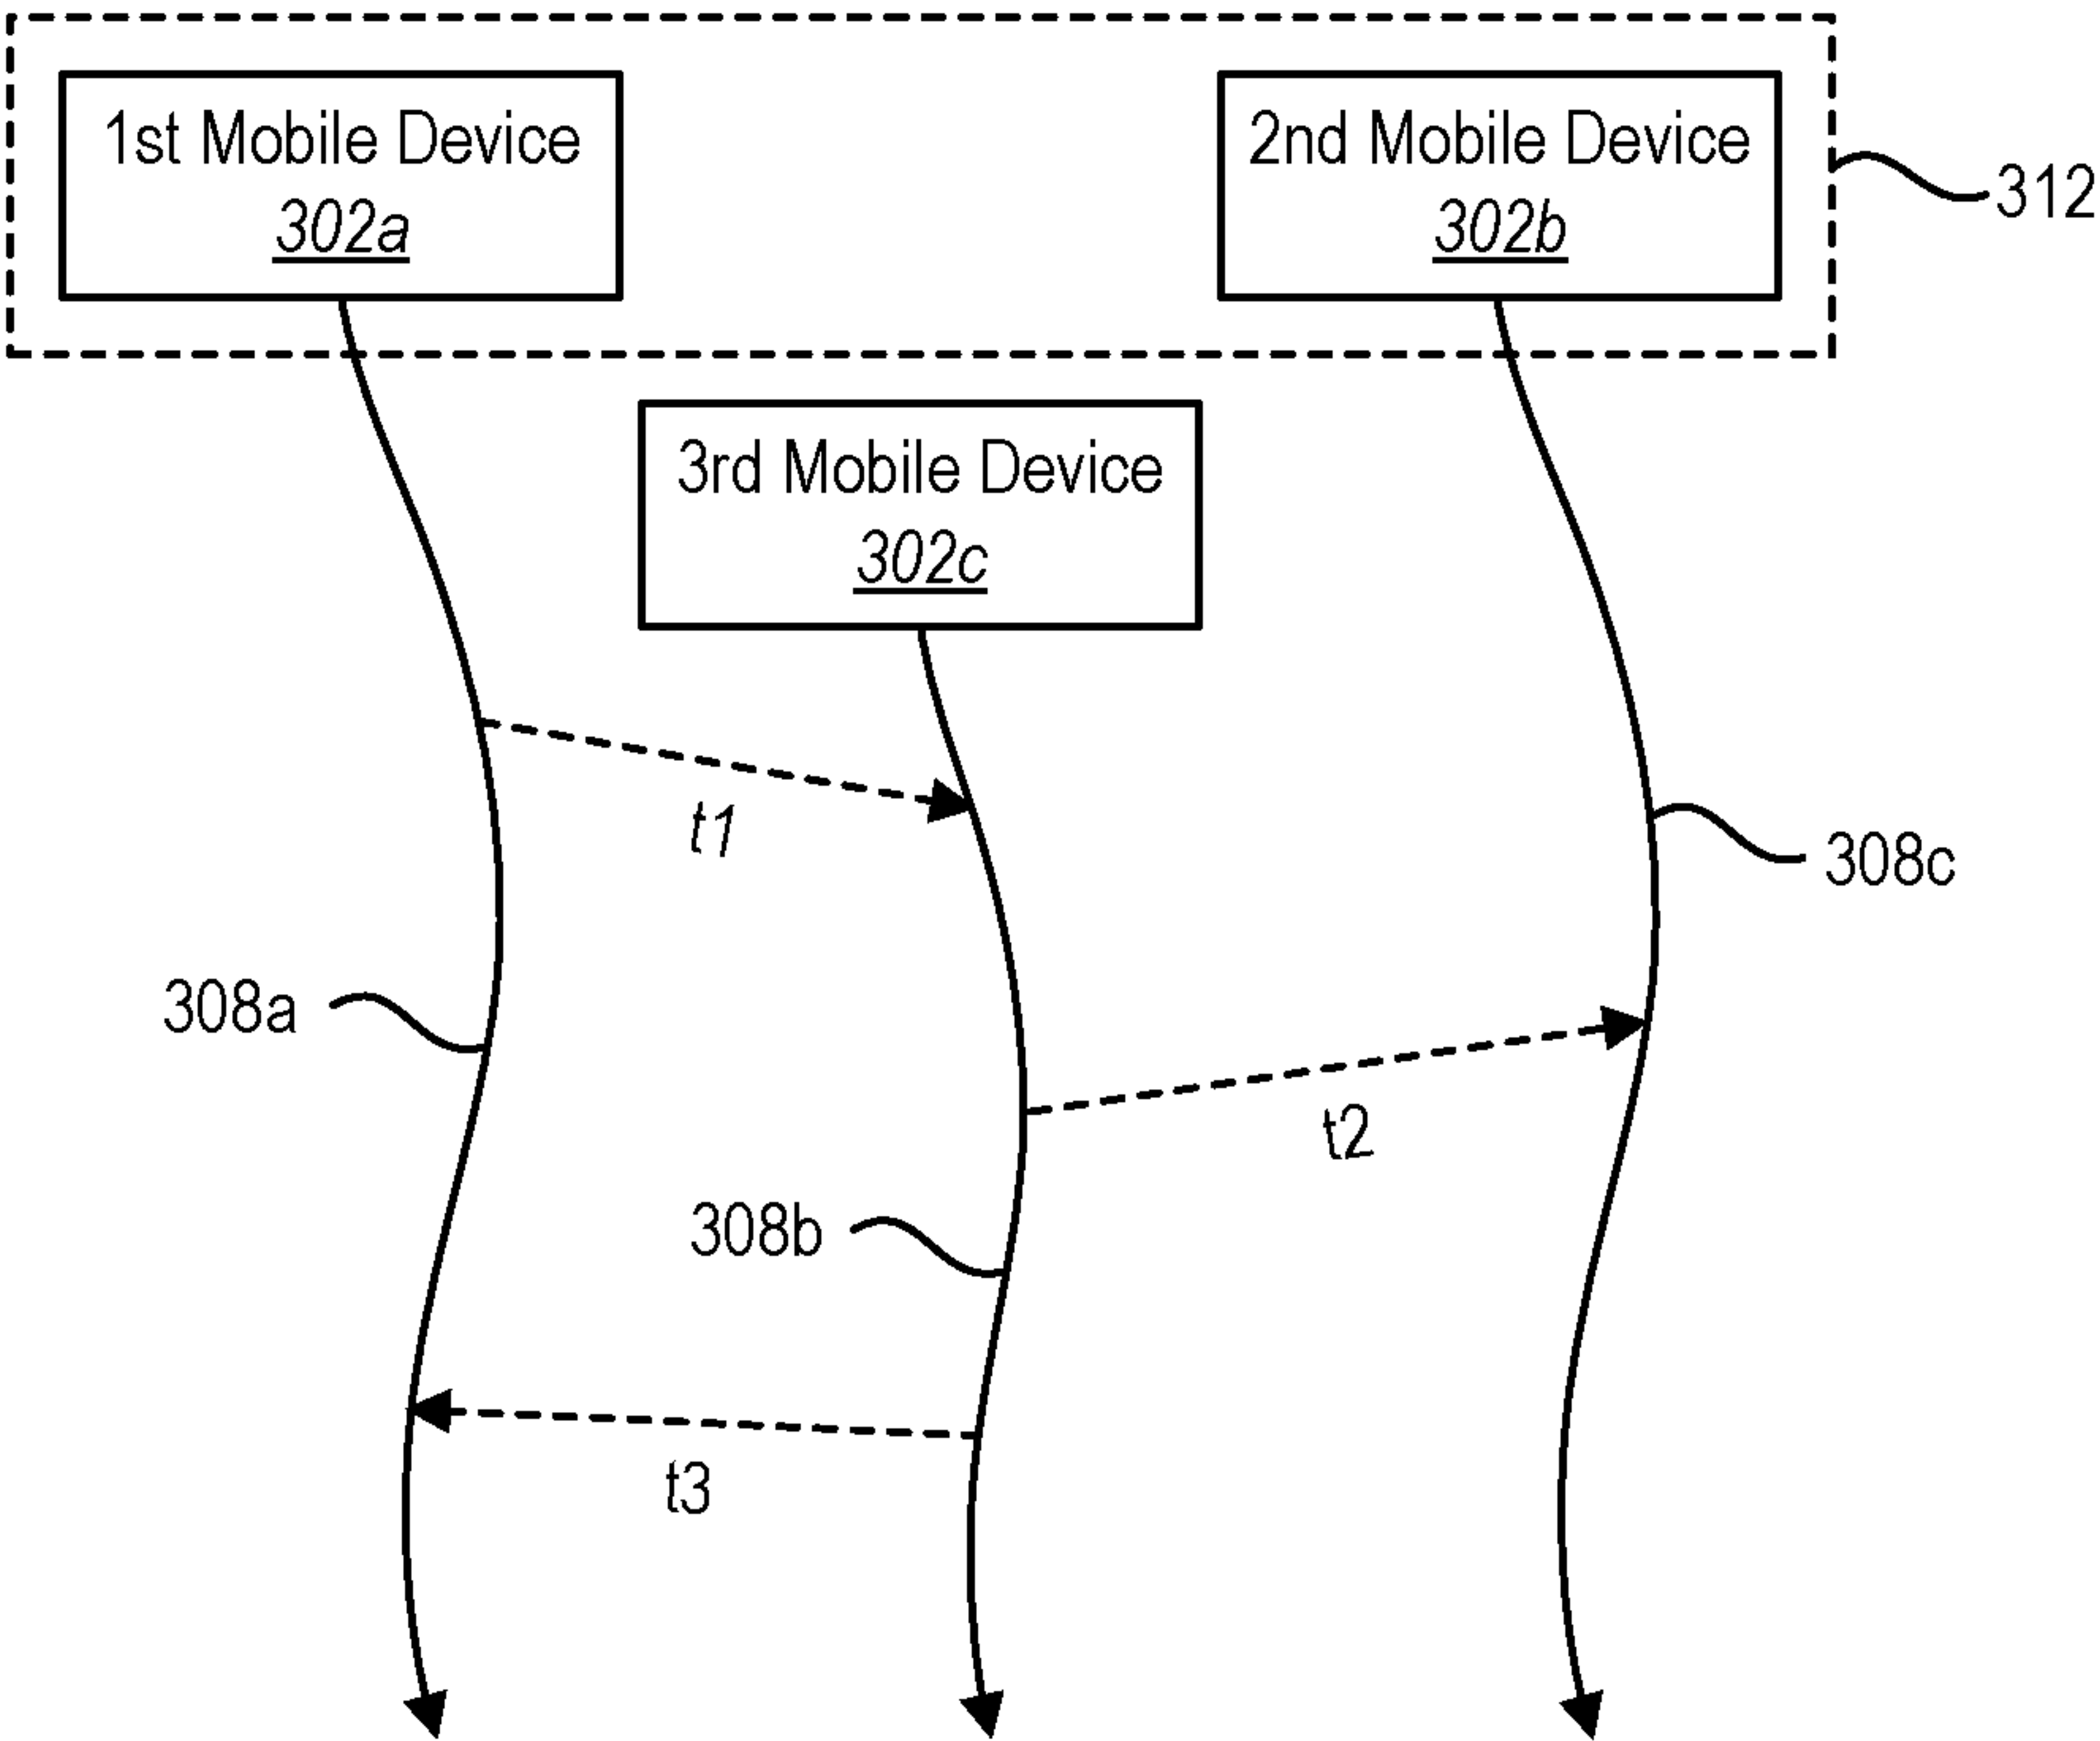 1st Mobile Device
302a
2nd Mobile Device
302b
312
3rd Mobile Device
302c
t1
308c
308a
t2
308b
t3